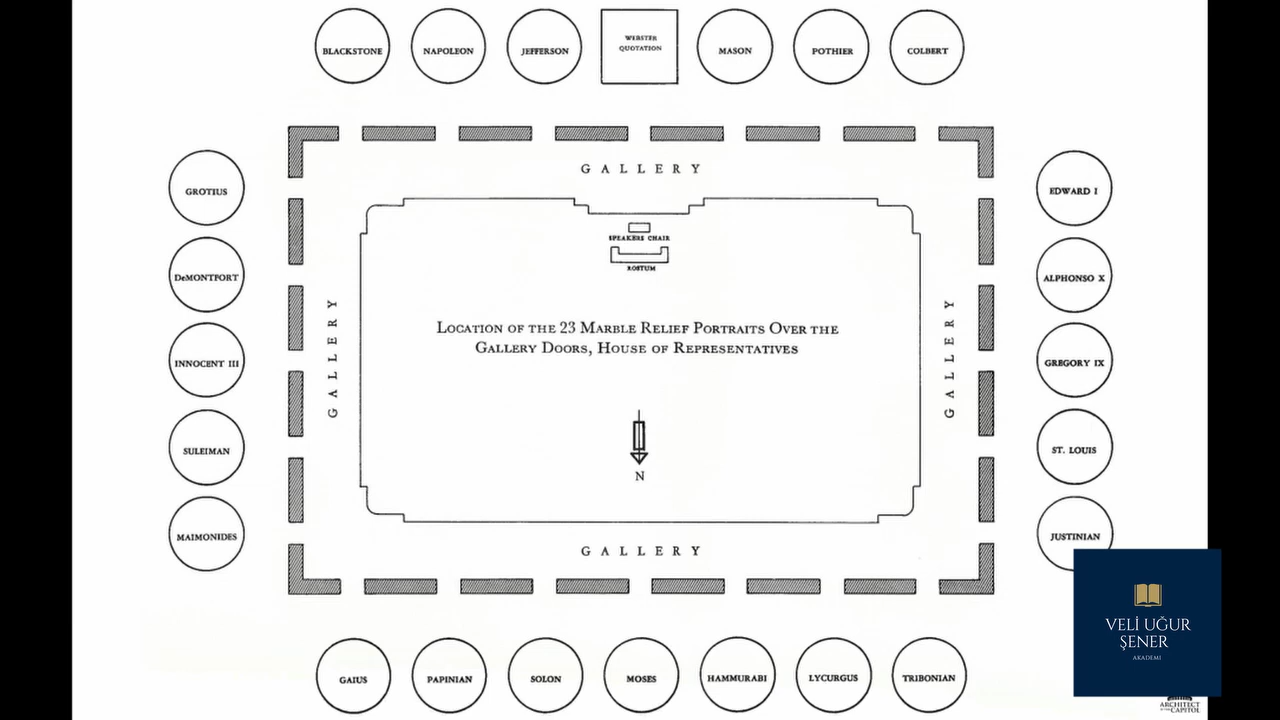 BLACKSTONE
NAPOLEON
JEFFERSON
WEBSTER
QUOTATION
MASON
POTHIER
COLBERT
GROTIUS
DeMONTFORT
INNOCENT III
SULEIMAN
MAIMONIDES
GALLERY
GALLERY
SPEAKERS CHAIR
ROSTUM
LOCATION OF THE 23 MARBLE RELIEF PORTRAITS OVER THE
GALLERY DOORS, HOUSE OF REPRESENTATIVES
N
GALLERY
GALLERY
EDWARD I
ALPHONSO X
GREGORY IX
ST. LOUIS
JUSTINIAN
GAIUS
PAPINIAN
SOLON
MOSES
HAMMURABI
LYCURGUS
TRIBONIAN
VELİ UĞUR
ŞENER
AKADEMI
ARCHITECT
CAPITOL